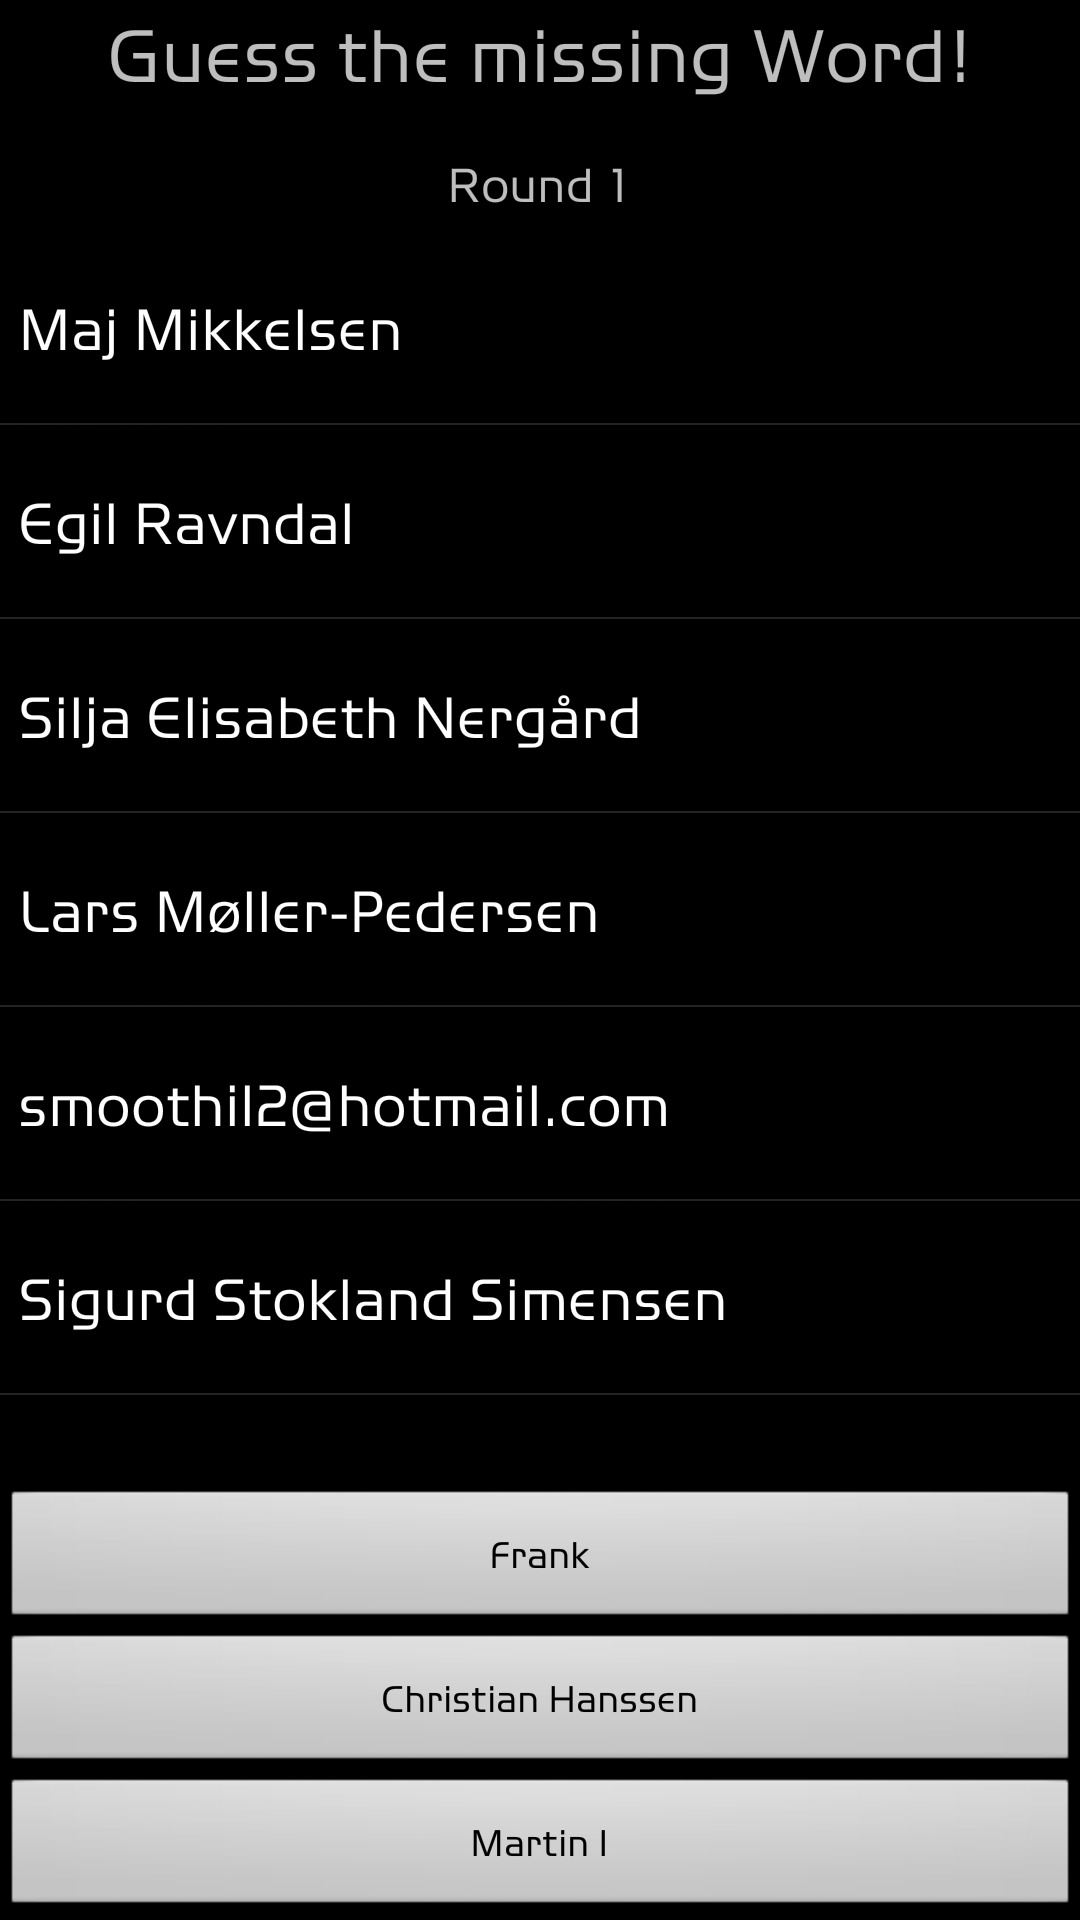 Guess the missing Word!
Round 1
Maj Mikkelsen
Egil Ravndal
Silja Elisabeth Nergård
Lars Møller-Pedersen
smoothil2@hotmail.com
Sigurd Stokland Simensen
Frank
Christian Hanssen
Martin I